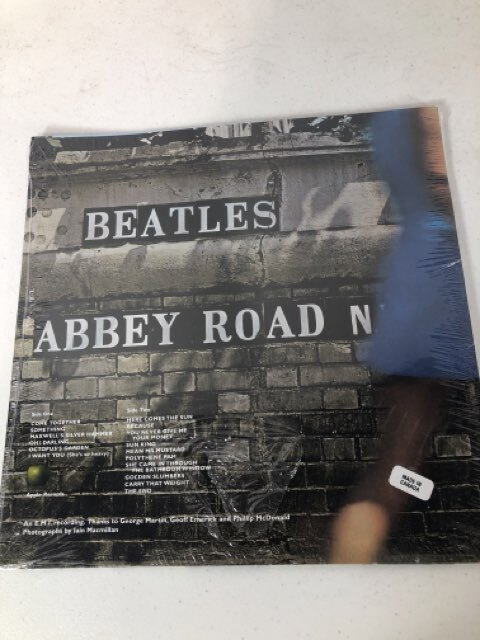 BEATLES
ABBEY ROAD N
Side One
COME TOGETHER
SOMETHING
MAXWELL'S SILVER HAMMER
OH! DARLING
OCTOPUS'S GARDEN
I WANT YOU (She's so heavy)
Side Two
HERE COMES THE SUN
BECAUSE
YOU NEVER GIVE ME
YOUR MONEY
SUN KING
MEAN MR. MUSTARD
POLYTHENE PAM
SHE CAME IN THROUGH
THE BATHROOM WINDOW
GOLDEN SLUMBERS
CARRY THAT WEIGHT
THE END
Apple Records
MADE IN
CANADA
An E.M.I. recording. Thanks to George Martin, Geoff Emerick and Phillip McDonald
Photographs by Iain Macmillan